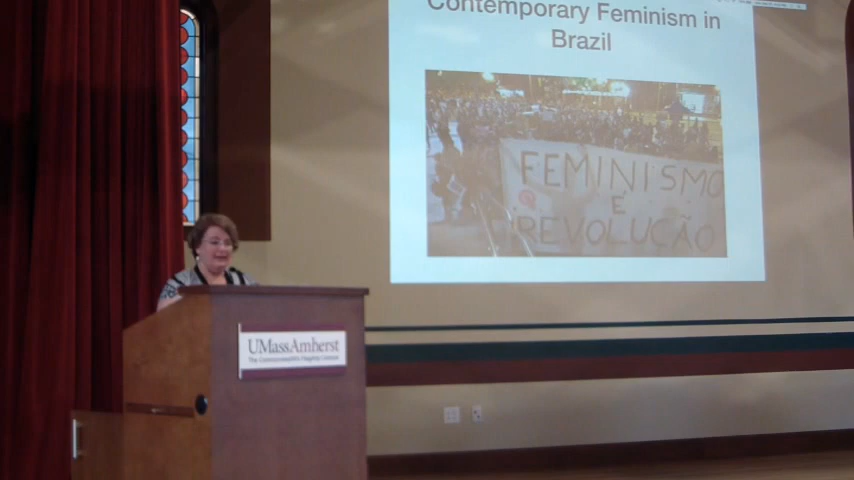 Contemporary Feminism in
Brazil
FEMINISMO
É
REVOLUÇÃO
UMassAmherst
The Commonwealth's Flagship Campus